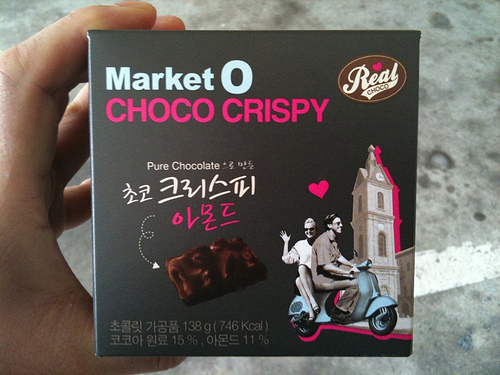 Market O
Real
CHOCO
CHOCO CRISPY
Pure Chocolate 으로 만든
초코 크리스피
아몬드
초콜릿 가공품 138 g ( 746 Kcal )
코코아 원료 15 % , 아몬드 11 %